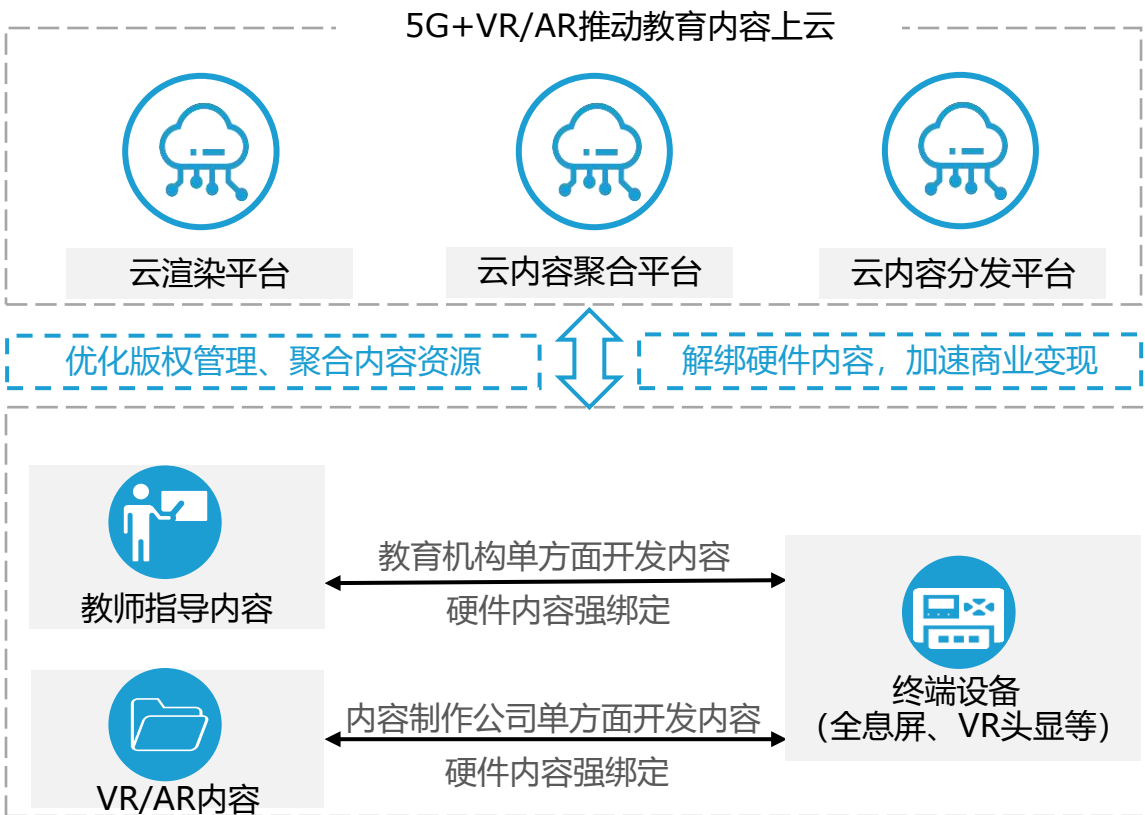 5G+VR/AR推动教育内容上云
云渲染平台
云内容聚合平台
云内容分发平台
优化版权管理、聚合内容资源
解绑硬件内容，加速商业变现
教师指导内容
教育机构单方面开发内容
硬件内容强绑定
VR/AR内容
内容制作公司单方面开发内容
硬件内容强绑定
终端设备
（全息屏、VR头显等）